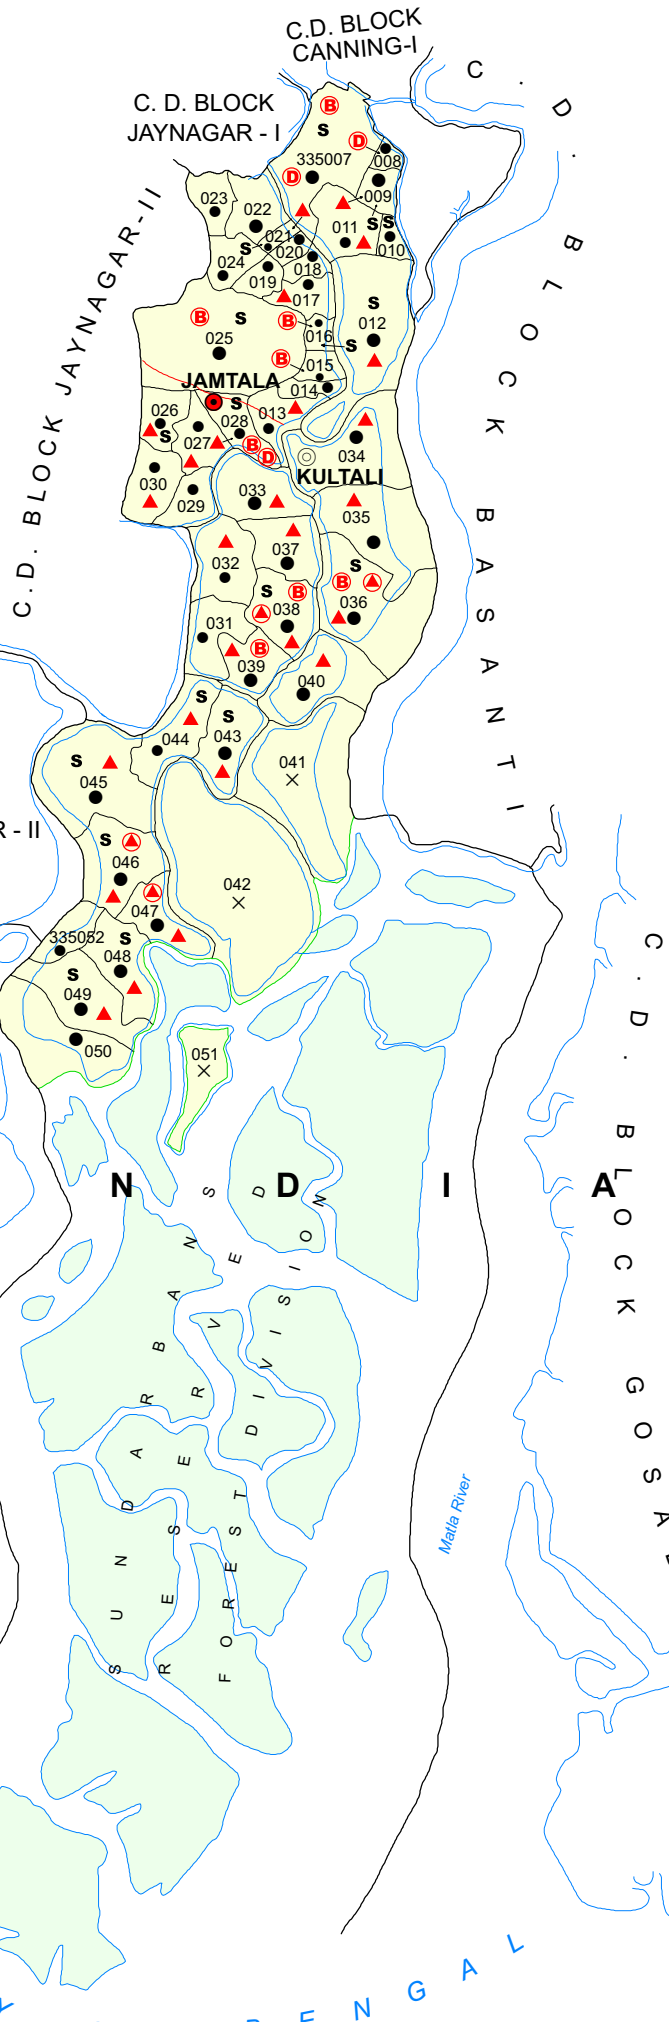 C.D. BLOCK
CANNING-I
C. D. BLOCK
JAYNAGAR - I
C.D. BLOCK JAYNAGAR-II
C . D . BLOCK BASANTI
B
S
D
335007
008
D
009
023
022
011
S S
010
021
020
S
024
019
018
017
B
S
025
B
016
S
012
S
B
015
014
JAMTALA
S
026
S
027
028
013
B
D
034
KULTALI
030
029
033
035
032
037
S
B
036
S
B
038
031
B
039
040
S
044
S
043
041
S
045
R - II
S
046
042
047
335052
S
048
S
049
050
051
C . D . BLOCK GOSA
N D I A
SUNDARBANS
RESERVED
FOREST DIVISION
Matla River
ENGAL